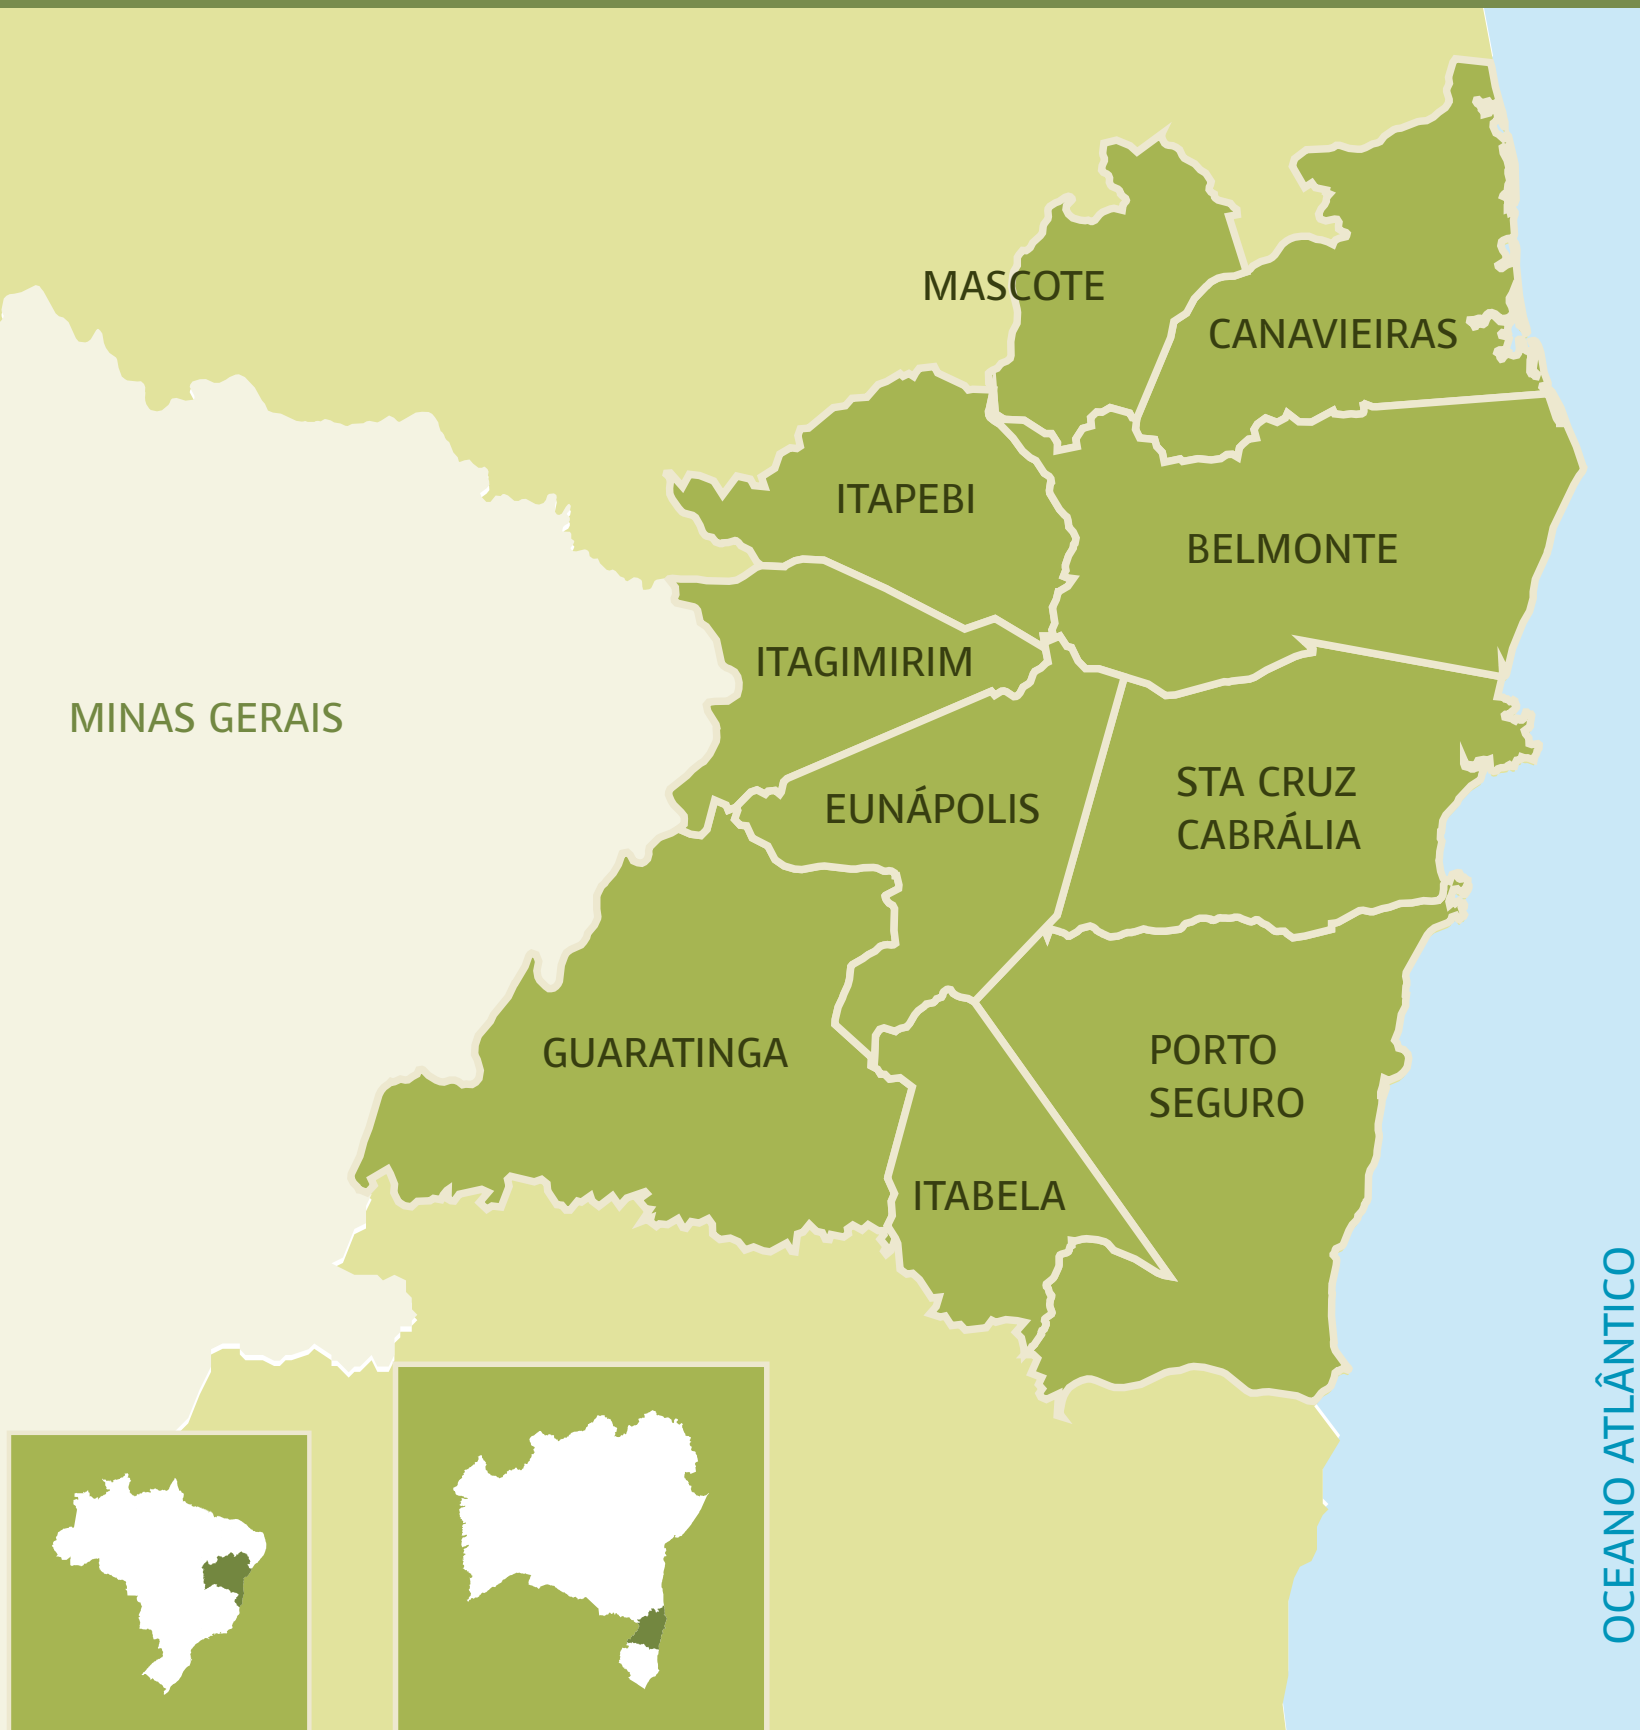 MASCOTE
CANAVIEIRAS
ITAPEBI
BELMONTE
ITAGIMIRIM
MINAS GERAIS
STA CRUZ
CABRÁLIA
EUNÁPOLIS
GUARATINGA
PORTO
SEGURO
ITABELA
OCEANO ATLÂNTICO